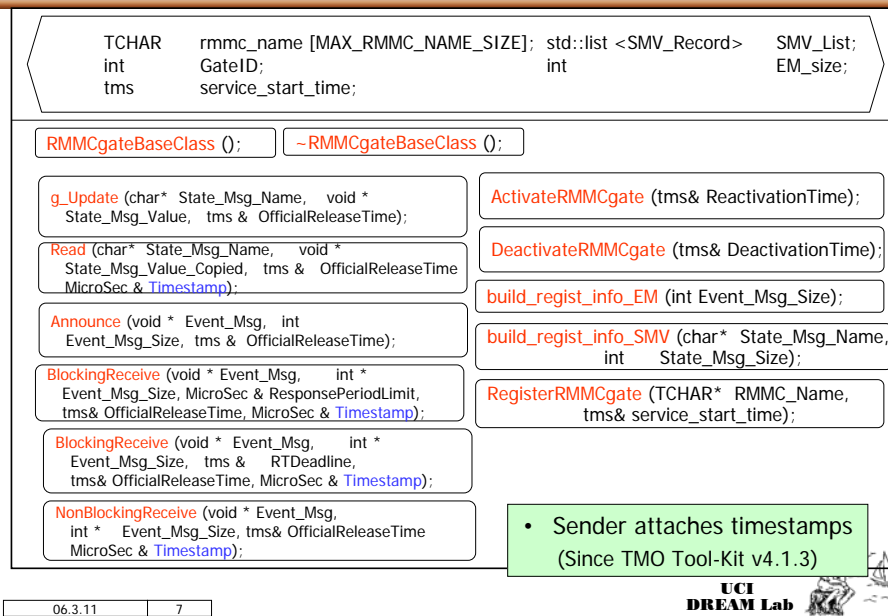 TCHAR rmmc_name [MAX_RMMC_NAME_SIZE]; std::list <SMV_Record> SMV_List;
int GateID; int EM_size;
tms service_start_time;
RMMCgateBaseClass (); ~RMMCgateBaseClass ();
g_Update (char* State_Msg_Name, void *
State_Msg_Value, tms & OfficialReleaseTime);
Read (char* State_Msg_Name, void *
State_Msg_Value_Copied, tms & OfficialReleaseTime
MicroSec & Timestamp);
Announce (void * Event_Msg, int
Event_Msg_Size, tms & OfficialReleaseTime);
BlockingReceive (void * Event_Msg, int *
Event_Msg_Size, MicroSec & ResponsePeriodLimit,
tms& OfficialReleaseTime, MicroSec & Timestamp);
BlockingReceive (void * Event_Msg, int *
Event_Msg_Size, tms & RTDeadline,
tms& OfficialReleaseTime, MicroSec & Timestamp);
NonBlockingReceive (void * Event_Msg,
int * Event_Msg_Size, tms& OfficialReleaseTime
MicroSec & Timestamp);
ActivateRMMCgate (tms& ReactivationTime);
DeactivateRMMCgate (tms& DeactivationTime);
build_regist_info_EM (int Event_Msg_Size);
build_regist_info_SMV (char* State_Msg_Name,
int State_Msg_Size);
RegisterRMMCgate (TCHAR* RMMC_Name,
tms& service_start_time);
• Sender attaches timestamps
(Since TMO Tool-Kit v4.1.3)
UCI
DREAM Lab
06.3.11 7